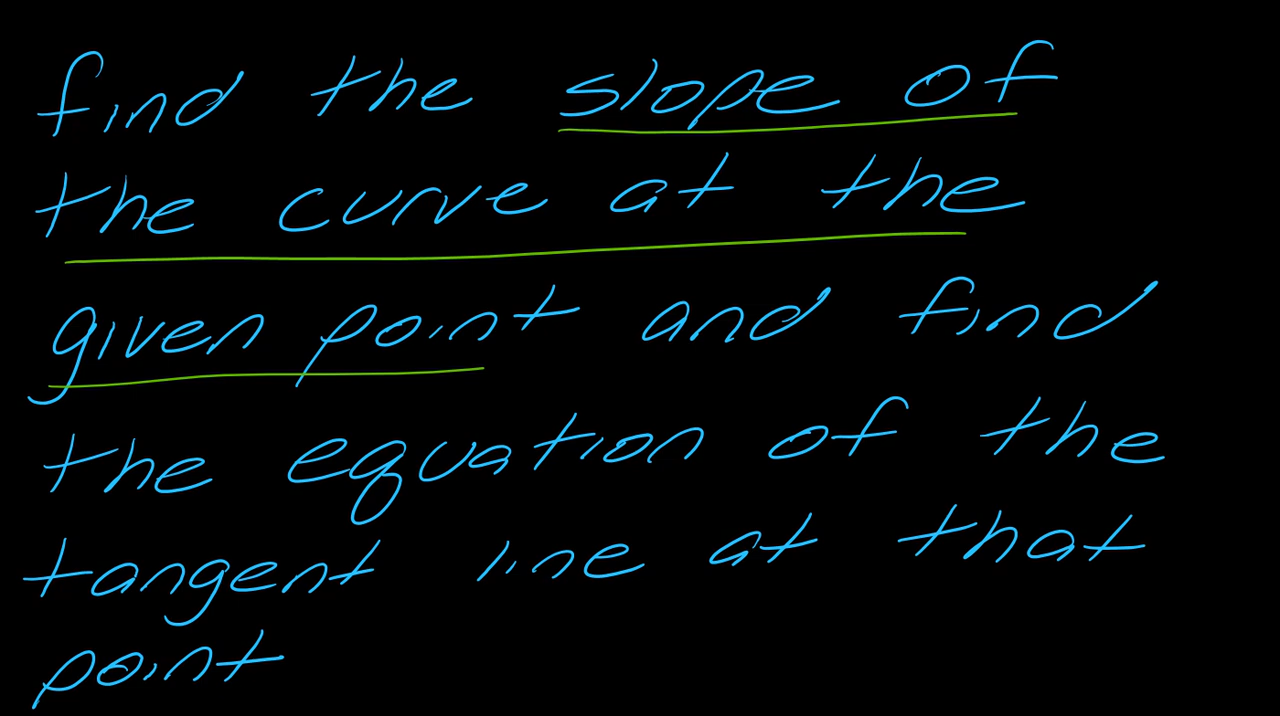 find the slope of
the curve at the
given point and find
the equation of the
tangent line at that
point